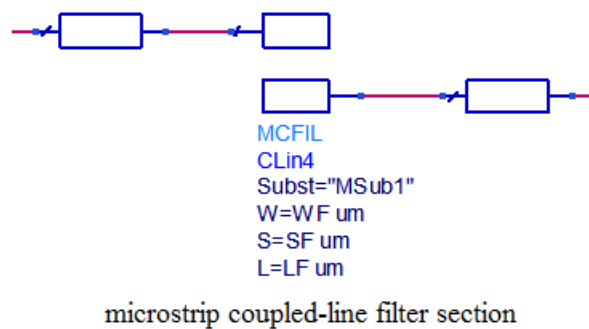 MCFIL
CLin4
Subst="MSub1"
W=WF um
S=SF um
L=LF um
microstrip coupled-line filter section